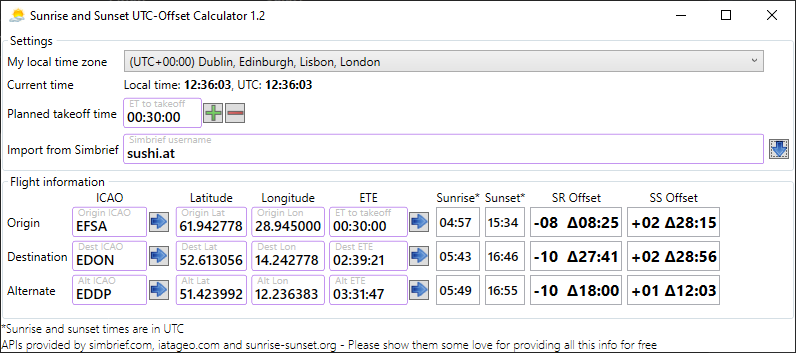 Sunrise and Sunset UTC-Offset Calculator 1.2
Settings
My local time zone (UTC+00:00) Dublin, Edinburgh, Lisbon, London
Current time Local time: 12:36:03, UTC: 12:36:03
ET to takeoff
Planned takeoff time 00:30:00
Simbrief username
Import from Simbrief sushi.at
Flight information
ICAO Latitude Longitude ETE Sunrise* Sunset* SR Offset SS Offset
Origin ICAO Origin Lat Origin Lon ET to takeoff
Origin EFSA 61.942778 28.945000 00:30:00 04:57 15:34 -08 Δ08:25 +02 Δ28:15
Dest ICAO Dest Lat Dest Lon Dest ETE
Destination EDON 52.613056 14.242778 02:39:21 05:43 16:46 -10 Δ27:41 +02 Δ28:56
Alt ICAO Alt Lat Alt Lon Alt ETE
Alternate EDDP 51.423992 12.236383 03:31:47 05:49 16:55 -10 Δ18:00 +01 Δ12:03
*Sunrise and sunset times are in UTC
APIs provided by simbrief.com, iatageo.com and sunrise-sunset.org - Please show them some love for providing all this info for free